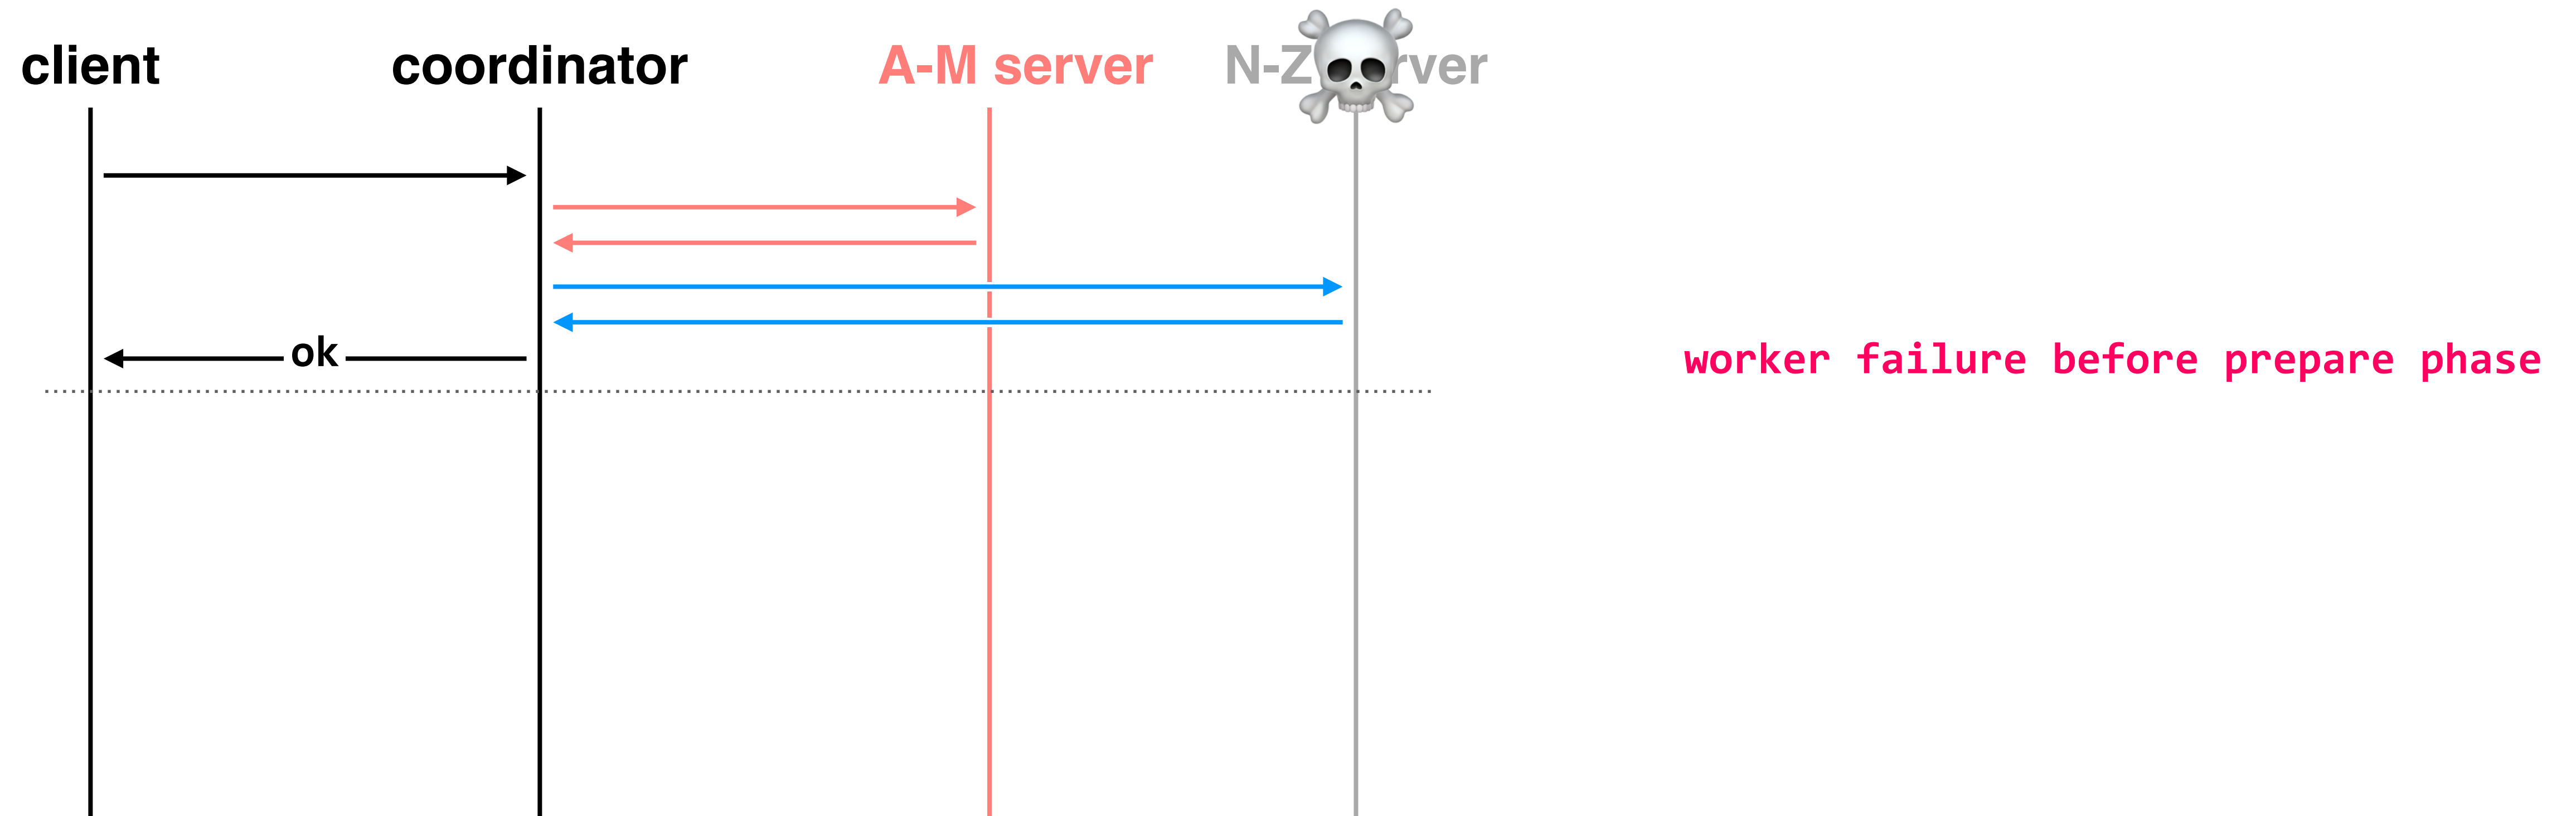 client
coordinator
A-M server
N-Z rver
ok
worker failure before prepare phase